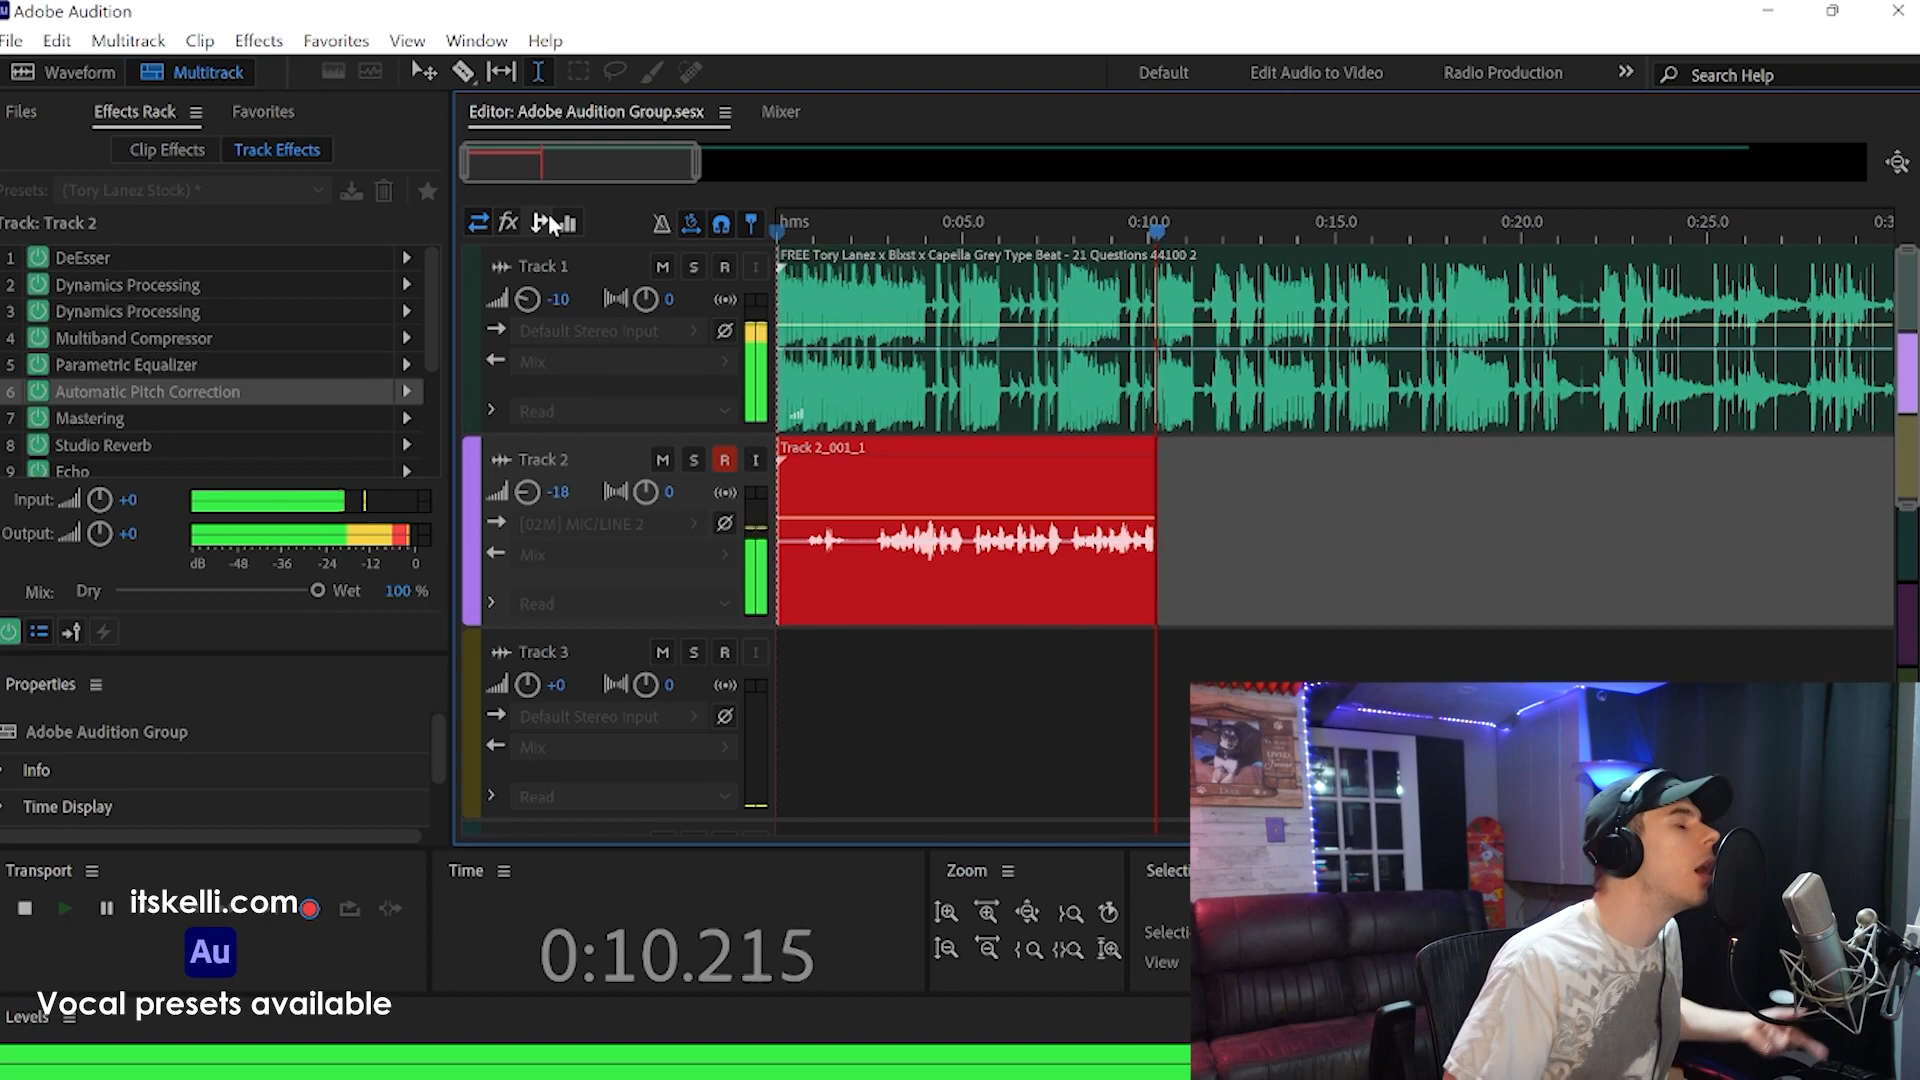 Au Adobe Audition
File Edit Multitrack Clip Effects Favorites View Window Help
Waveform Multitrack Default Edit Audio to Video Radio Production Search Help
Files Effects Rack Favorites Editor: Adobe Audition Group.sesx Mixer
Clip Effects Track Effects
Presets: (Tory Lanez Stock) *
Track: Track 2
fx hms 0:05.0 0:10.0 0:15.0 0:20.0 0:25.0 0:3
1 DeEsser
2 Dynamics Processing
3 Dynamics Processing
4 Multiband Compressor
5 Parametric Equalizer
6 Automatic Pitch Correction
7 Mastering
8 Studio Reverb
9 Echo
Input: +0
Output: +0
dB -48 -36 -24 -12 0
Mix: Dry Wet 100 %
Track 1 M S R I
-10 0
Default Stereo Input
Mix
Read
FREE Tory Lanez x Blxst x Capella Grey Type Beat - 21 Questions 44100 2
Track 2 M S R I
-18 0
[02M] MIC/LINE 2
Mix
Read
Track 2_001_1
Track 3 M S R I
+0 0
Default Stereo Input
Mix
Read
Properties
Adobe Audition Group
Info
Time Display
Transport Time Zoom Selecti
itskelli.com
Au
Vocal presets available
0:10.215
Selecti
View
Levels